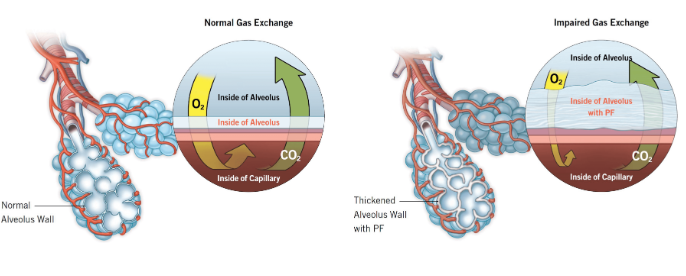 Normal Gas Exchange
O2
Inside of Alveolus
Inside of Alveolus
CO2
Inside of Capillary
Normal
Alveolus Wall
Impaired Gas Exchange
Inside of Alveolus
O2
Inside of Alveolus
with PF
CO2
Inside of Capillary
Thickened
Alveolus Wall
with PF